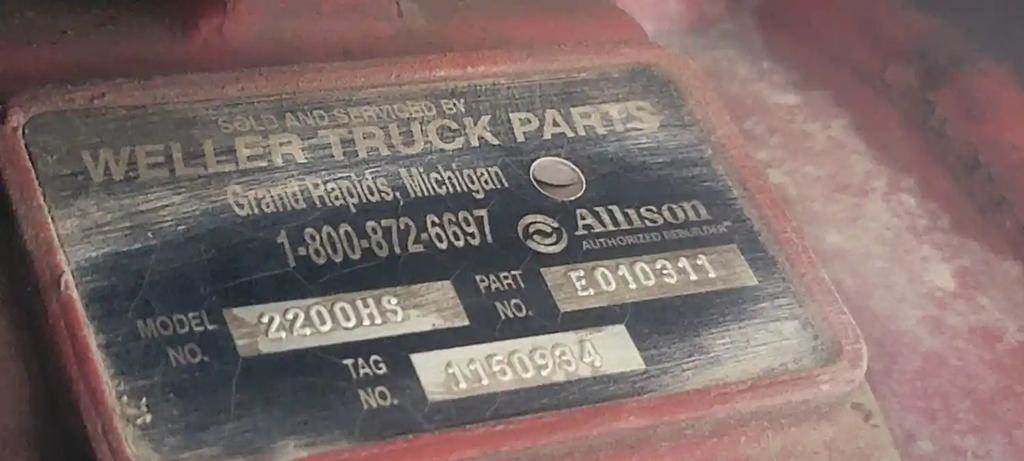 SOLD AND SERVICED BY
WELLER TRUCK PARTS
Grand Rapids, Michigan
1-800-872-6697
Allison
AUTHORIZED REBUILDER
MODEL NO. 2200HS
PART NO. E010311
TAG NO. 1150934